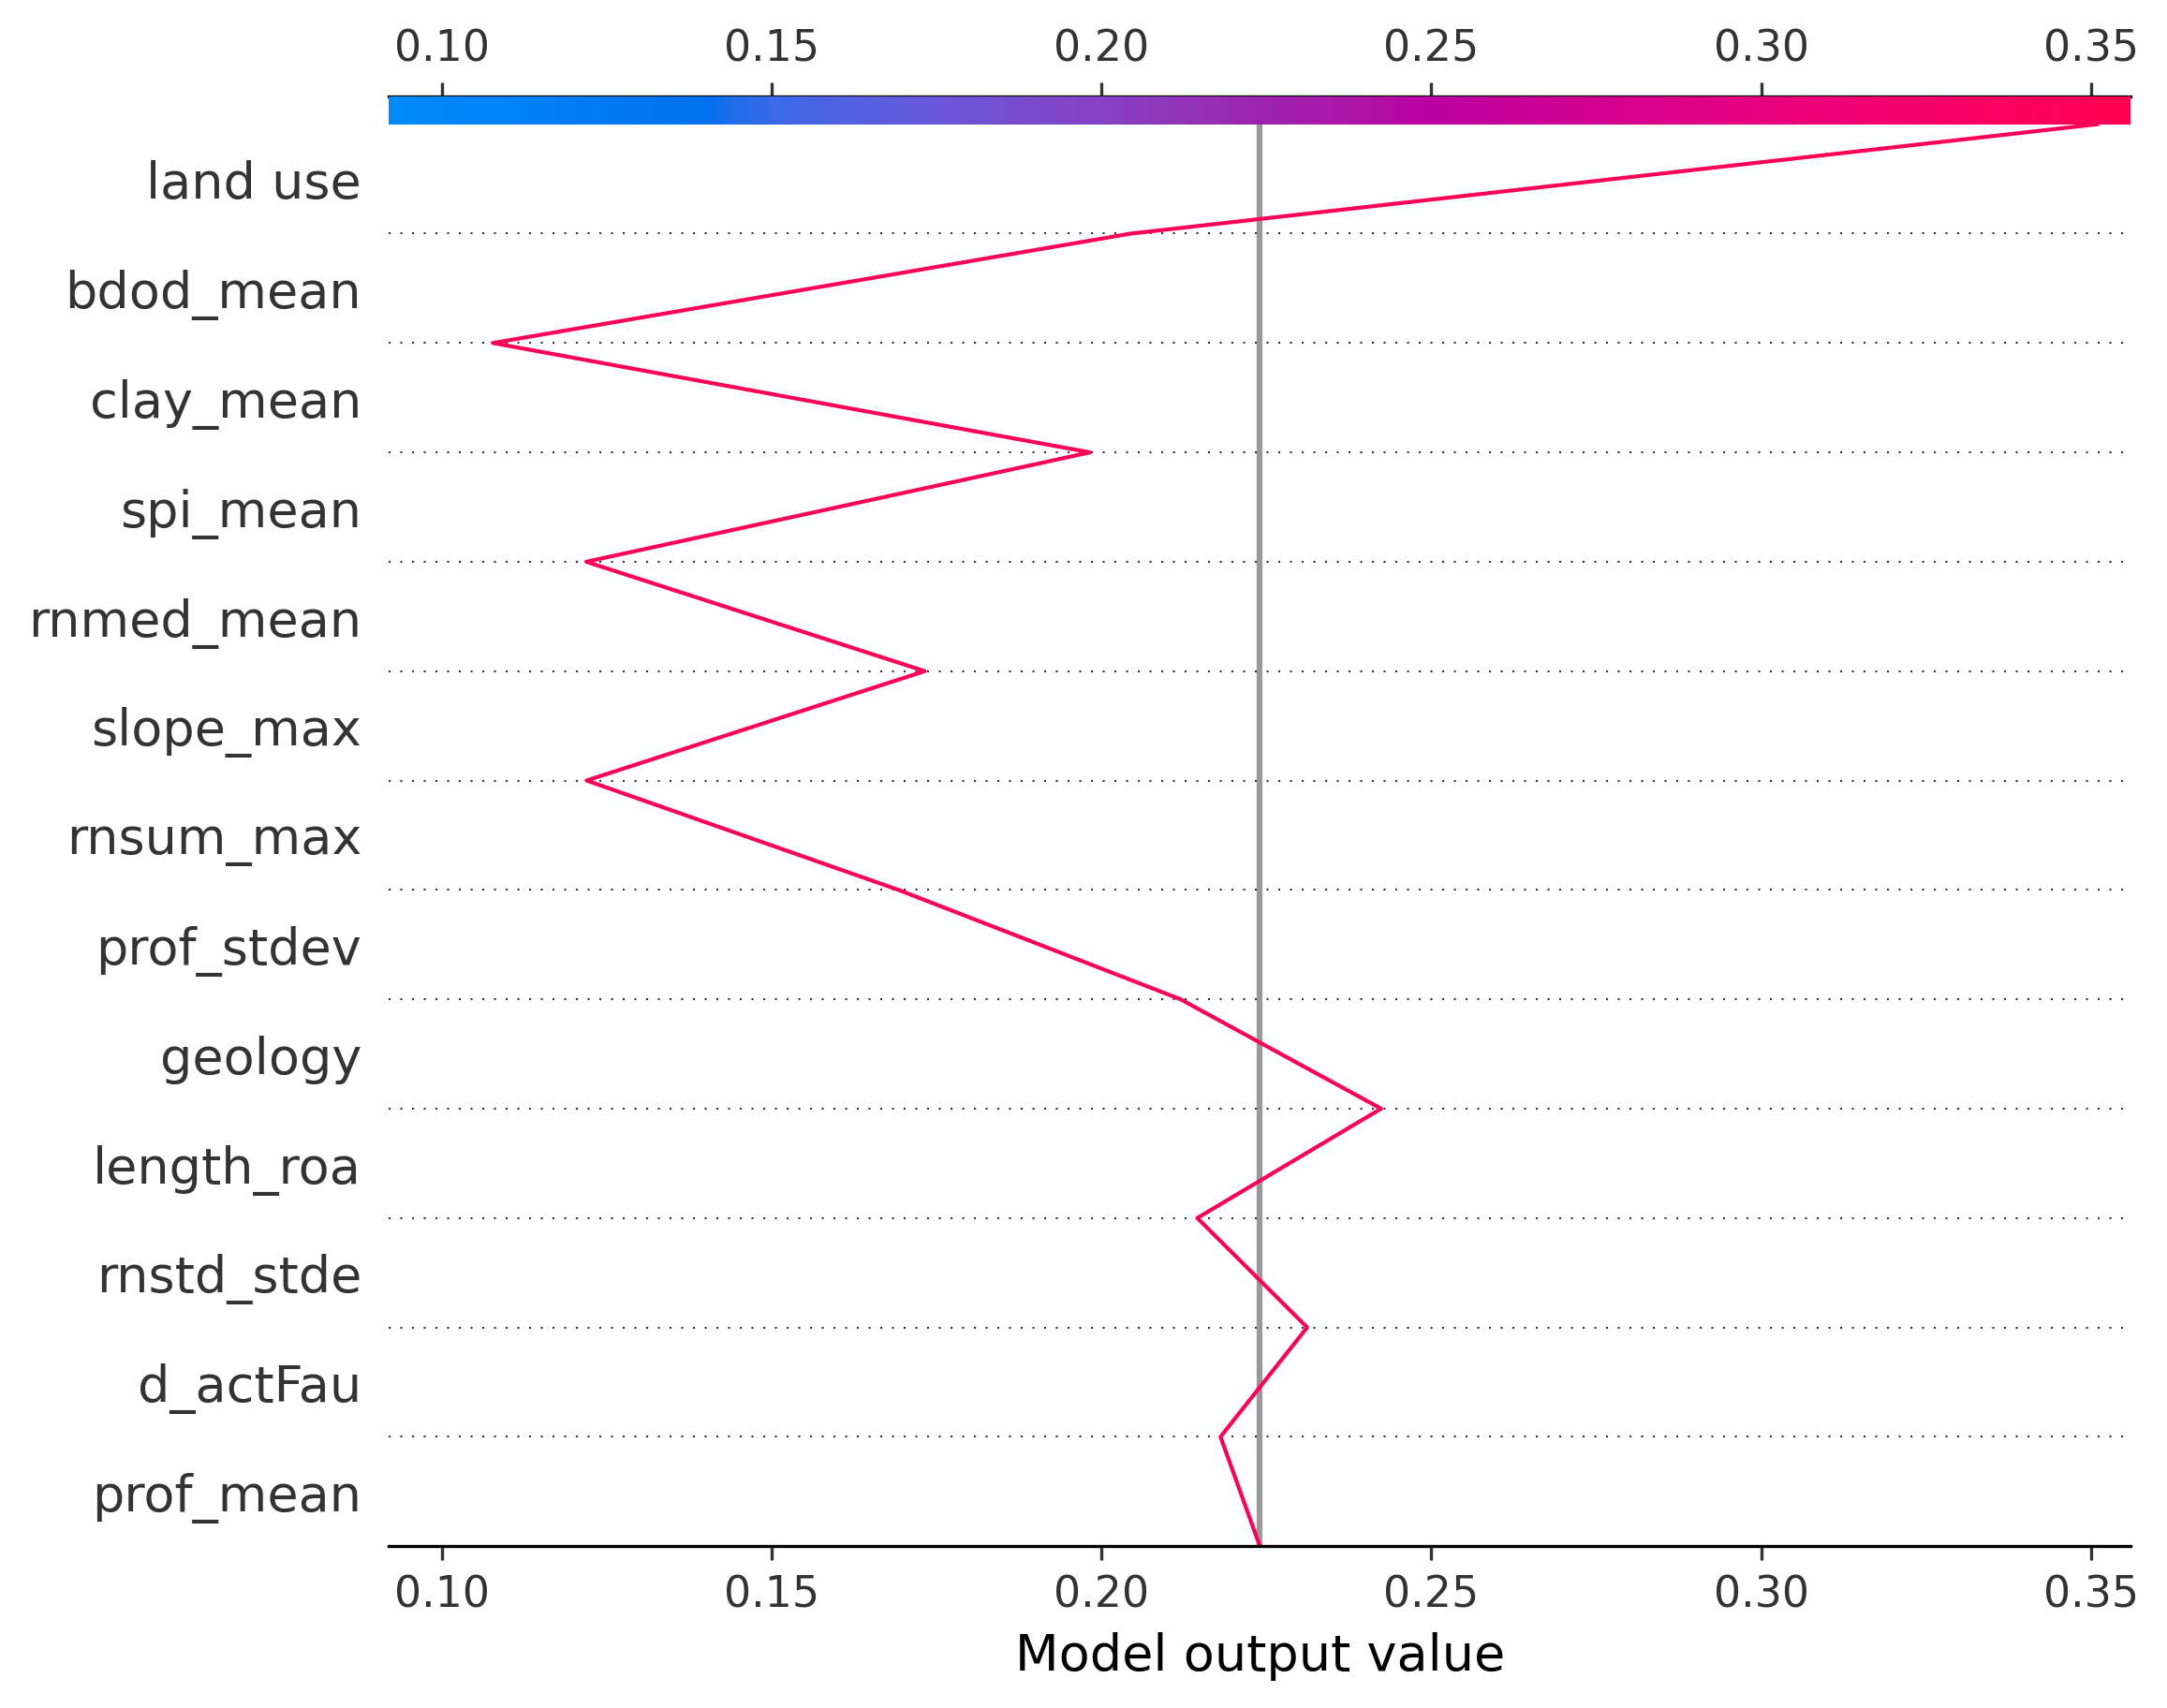 0.10 0.15 0.20 0.25 0.30 0.35
land use
bdod_mean
clay_mean
spi_mean
rnmed_mean
slope_max
rnsum_max
prof_stdev
geology
length_roa
rnstd_stde
d_actFau
prof_mean
0.10 0.15 0.20 0.25 0.30 0.35
Model output value